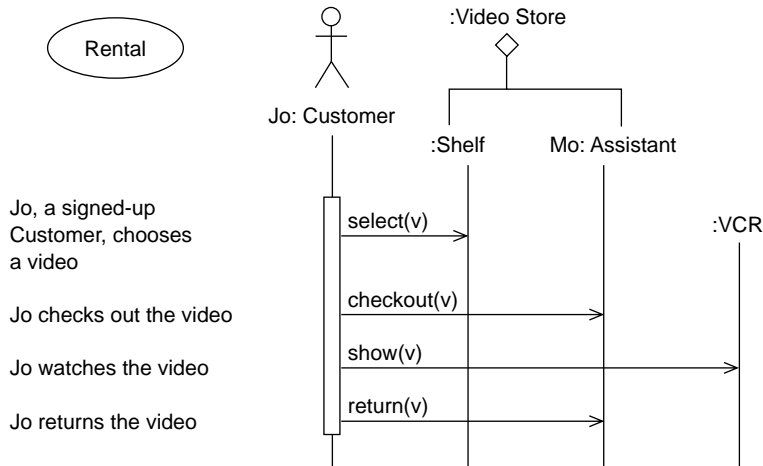 :Video Store
Rental
Jo: Customer
:Shelf
Mo: Assistant
Jo, a signed-up
Customer, chooses
a video
select(v)
:VCR
Jo checks out the video
checkout(v)
Jo watches the video
show(v)
Jo returns the video
return(v)